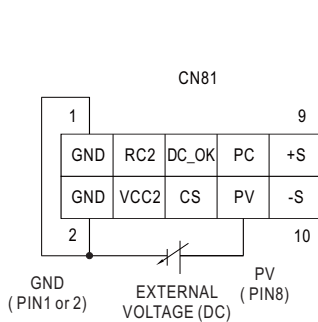 CN81
1 9
GND RC2 DC_OK PC +S
GND VCC2 CS PV -S
2 10
GND
( PIN1 or 2)
EXTERNAL
VOLTAGE (DC)
PV
( PIN8)